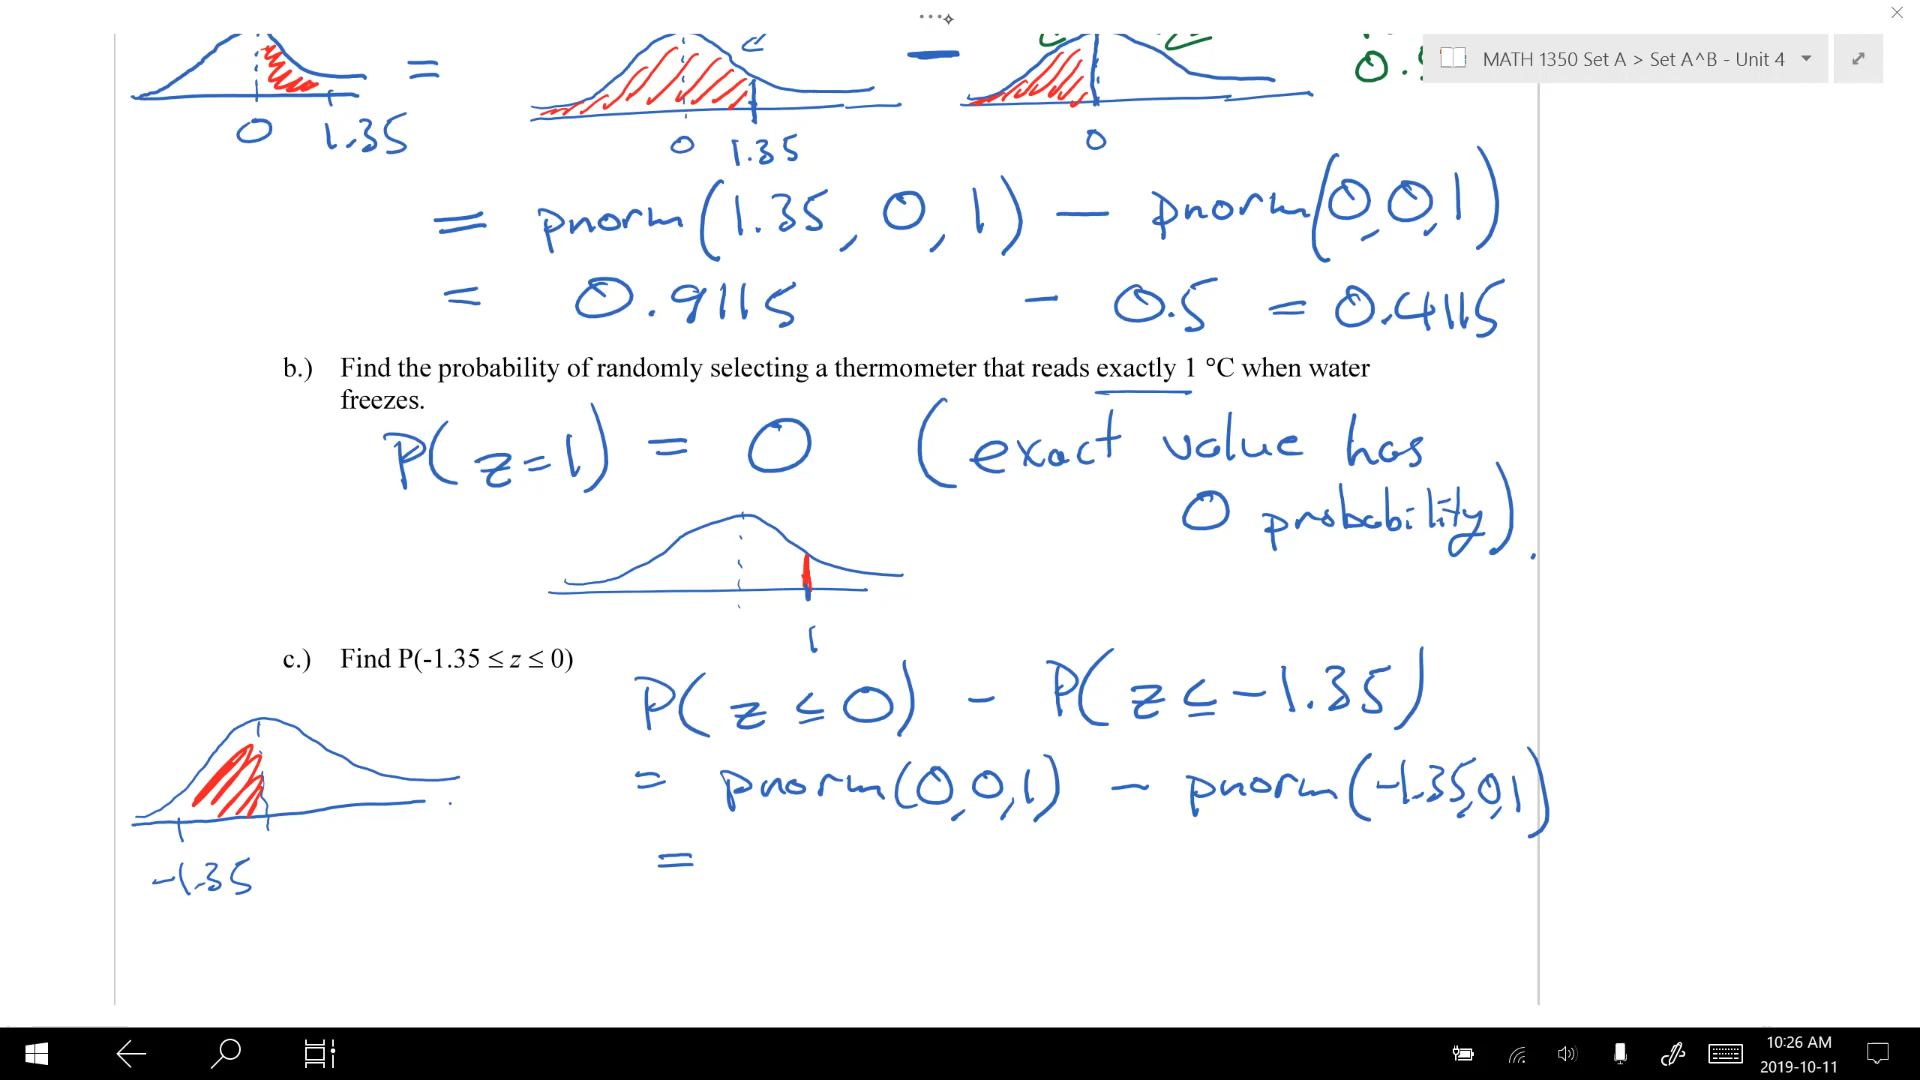 MATH 1350 Set A > Set A^B - Unit 4
0.
=
−
0 1.35
0 1.35
0
= pnorm(1.35, 0, 1) − pnorm(0,0,1)
= 0.9115 − 0.5 = 0.4115
b.) Find the probability of randomly selecting a thermometer that reads exactly 1 °C when water
freezes.
P(z=1) = 0 (exact value has
0 probability).
1
c.) Find P(-1.35 ≤ z ≤ 0)
P(z ≤ 0) − P(z ≤ −1.35)
= pnorm(0,0,1) − pnorm(−1.35,0,1)
=
−1.35
10:26 AM
2019-10-11